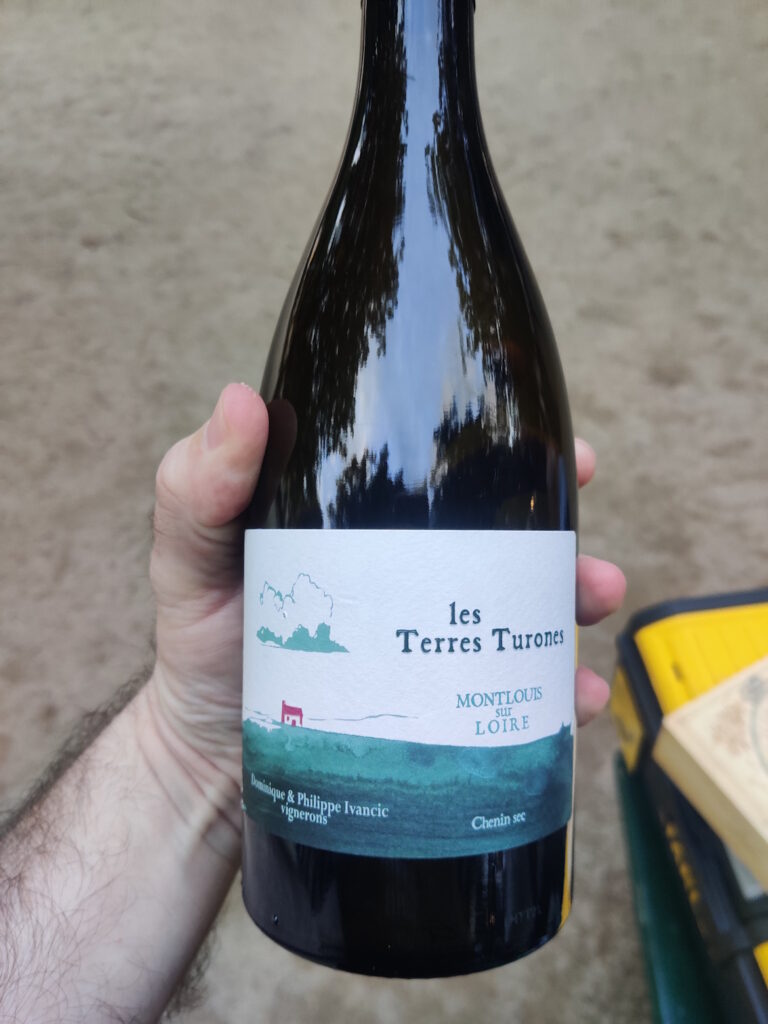 les
Terres Turones
MONTLOUIS
sur
LOIRE
Dominique & Philippe Ivancic
vignerons
Chenin sec